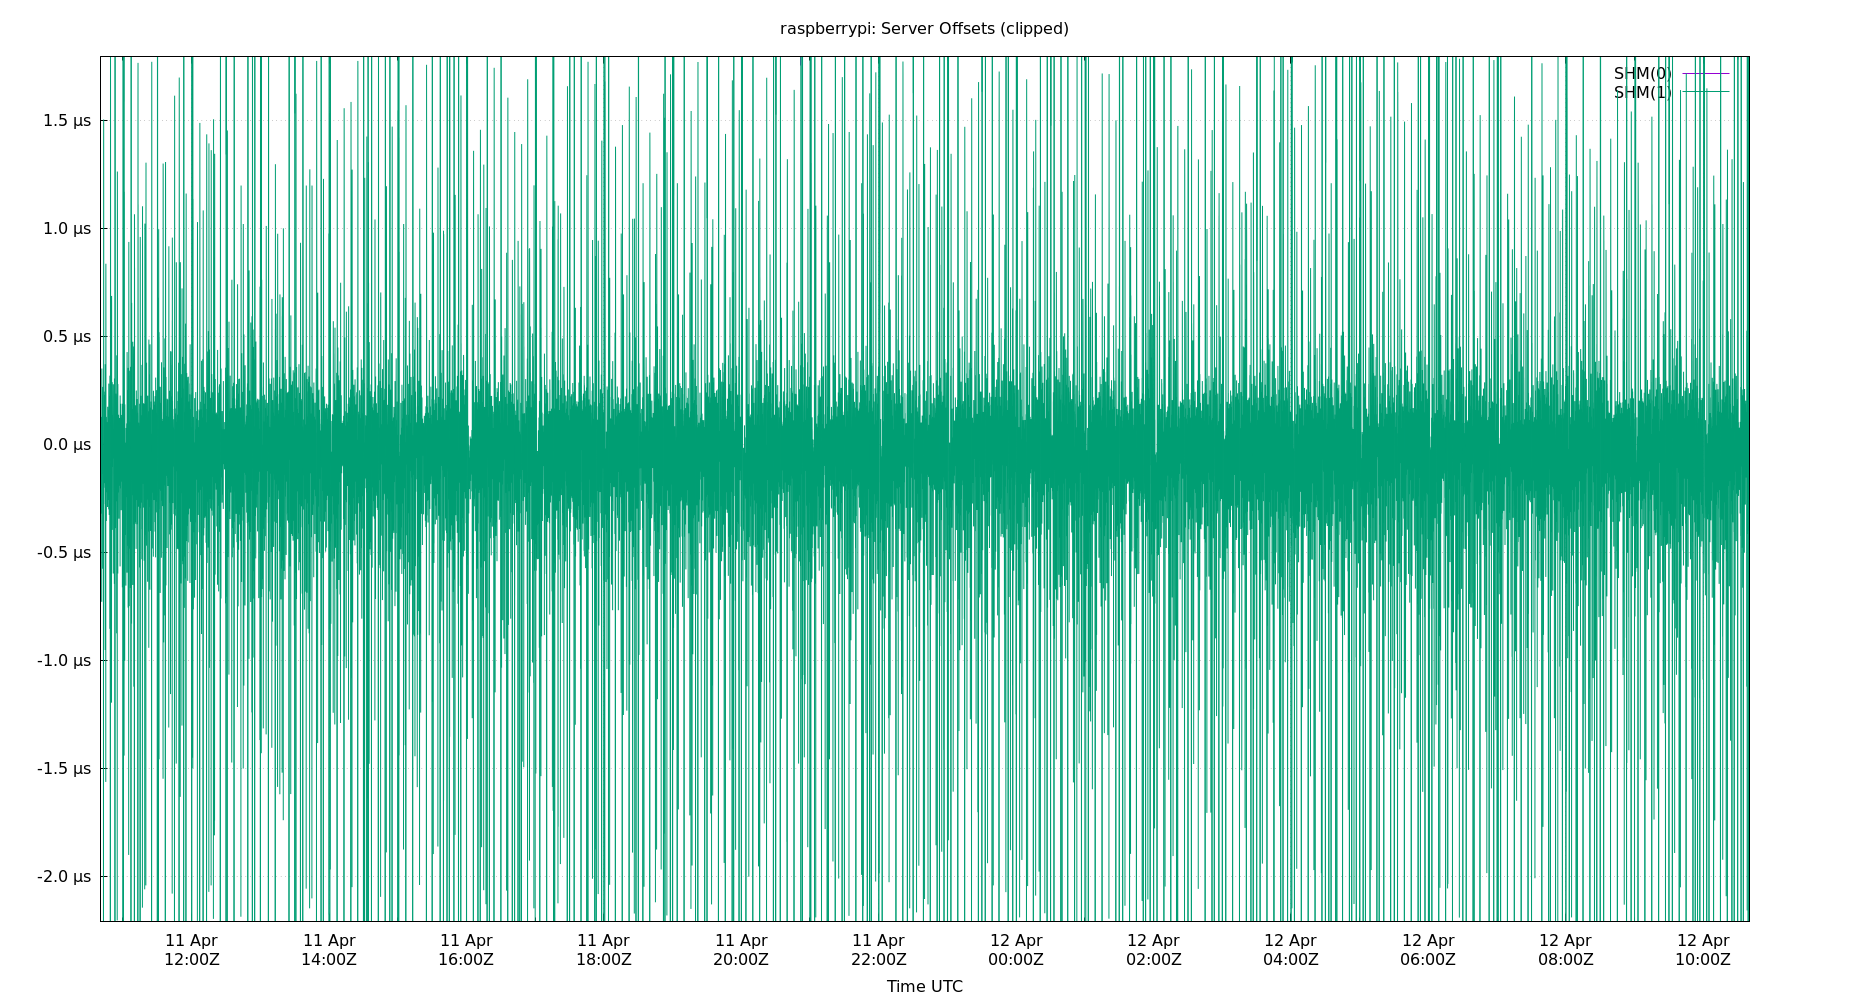 raspberrypi: Server Offsets (clipped)
SHM(0)
SHM(1)
1.5 µs
1.0 µs
0.5 µs
0.0 µs
-0.5 µs
-1.0 µs
-1.5 µs
-2.0 µs
11 Apr 11 Apr 11 Apr 11 Apr 11 Apr 11 Apr 12 Apr 12 Apr 12 Apr 12 Apr 12 Apr 12 Apr
12:00Z 14:00Z 16:00Z 18:00Z 20:00Z 22:00Z 00:00Z 02:00Z 04:00Z 06:00Z 08:00Z 10:00Z
Time UTC